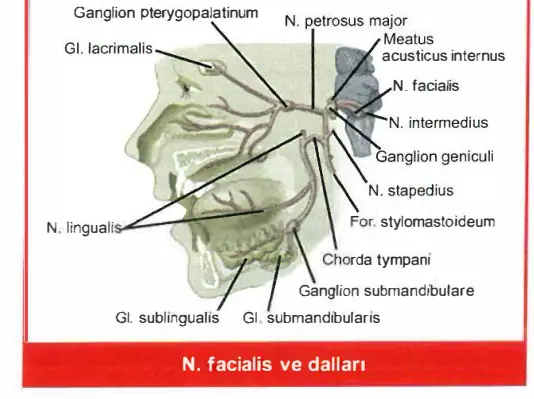 Ganglion pterygopalatinum
N. petrosus major
Gl. lacrimalis
Meatus
acusticus internus
N. facialis
N. intermedius
Ganglion geniculi
N. stapedius
For. stylomastoideum
N. lingualis
Chorda tympani
Ganglion submandibulare
Gl. sublingualis
Gl. submandibularis
N. facialis ve dalları